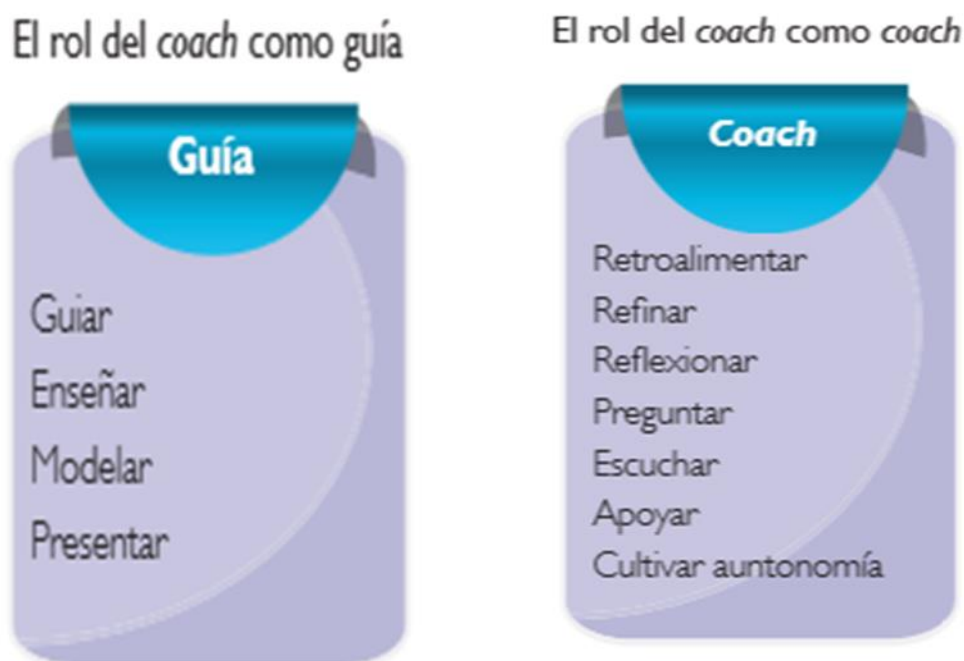 El rol del coach como guía
Guía
Guiar
Enseñar
Modelar
Presentar
El rol del coach como coach
Coach
Retroalimentar
Refinar
Reflexionar
Preguntar
Escuchar
Apoyar
Cultivar auntonomía